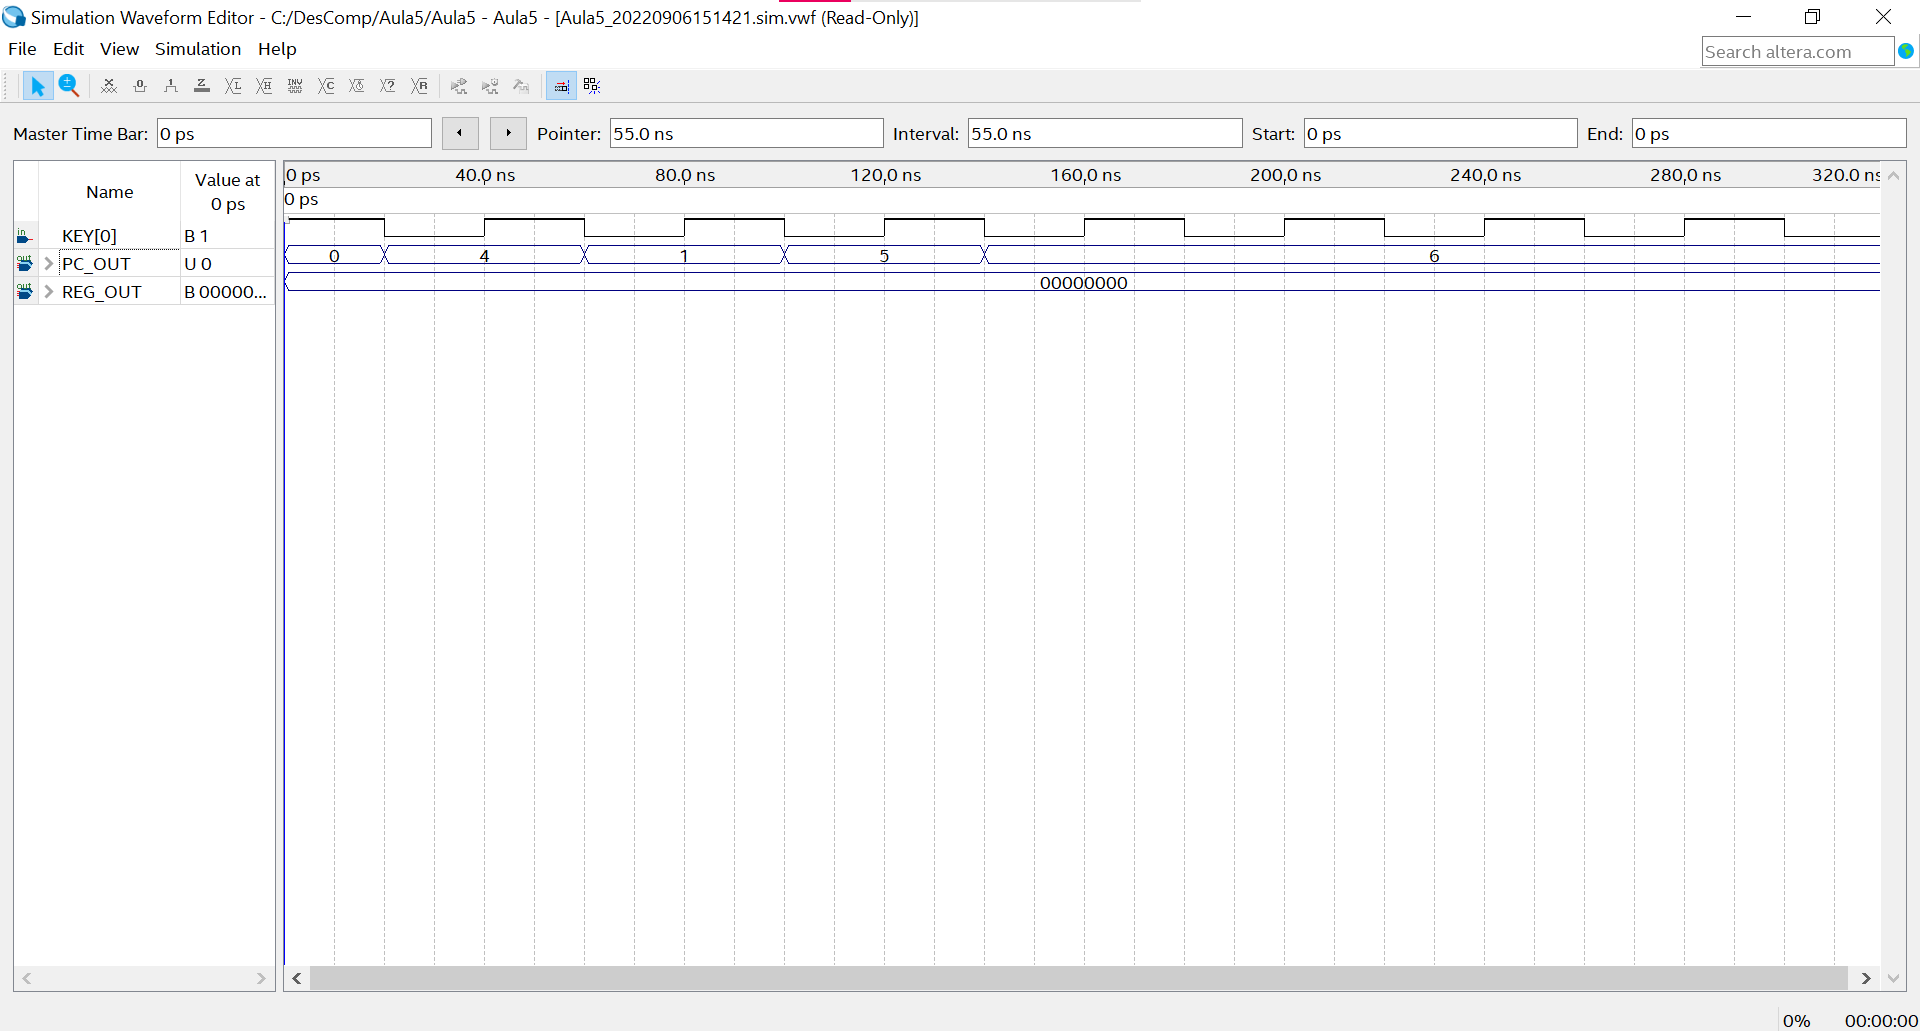 Simulation Waveform Editor - C:/DesComp/Aula5/Aula5 - Aula5 - [Aula5_20220906151421.sim.vwf (Read-Only)]
File Edit View Simulation Help
Search altera.com
Master Time Bar: 0 ps Pointer: 55.0 ns Interval: 55.0 ns Start: 0 ps End: 0 ps
Name Value at 0 ps
0 ps 40.0 ns 80.0 ns 120.0 ns 160.0 ns 200.0 ns 240.0 ns 280.0 ns 320.0 ns
0 ps
in KEY[0] B 1
out PC_OUT U 0 0 4 1 5 6
out REG_OUT B 00000... 00000000
0% 00:00:00